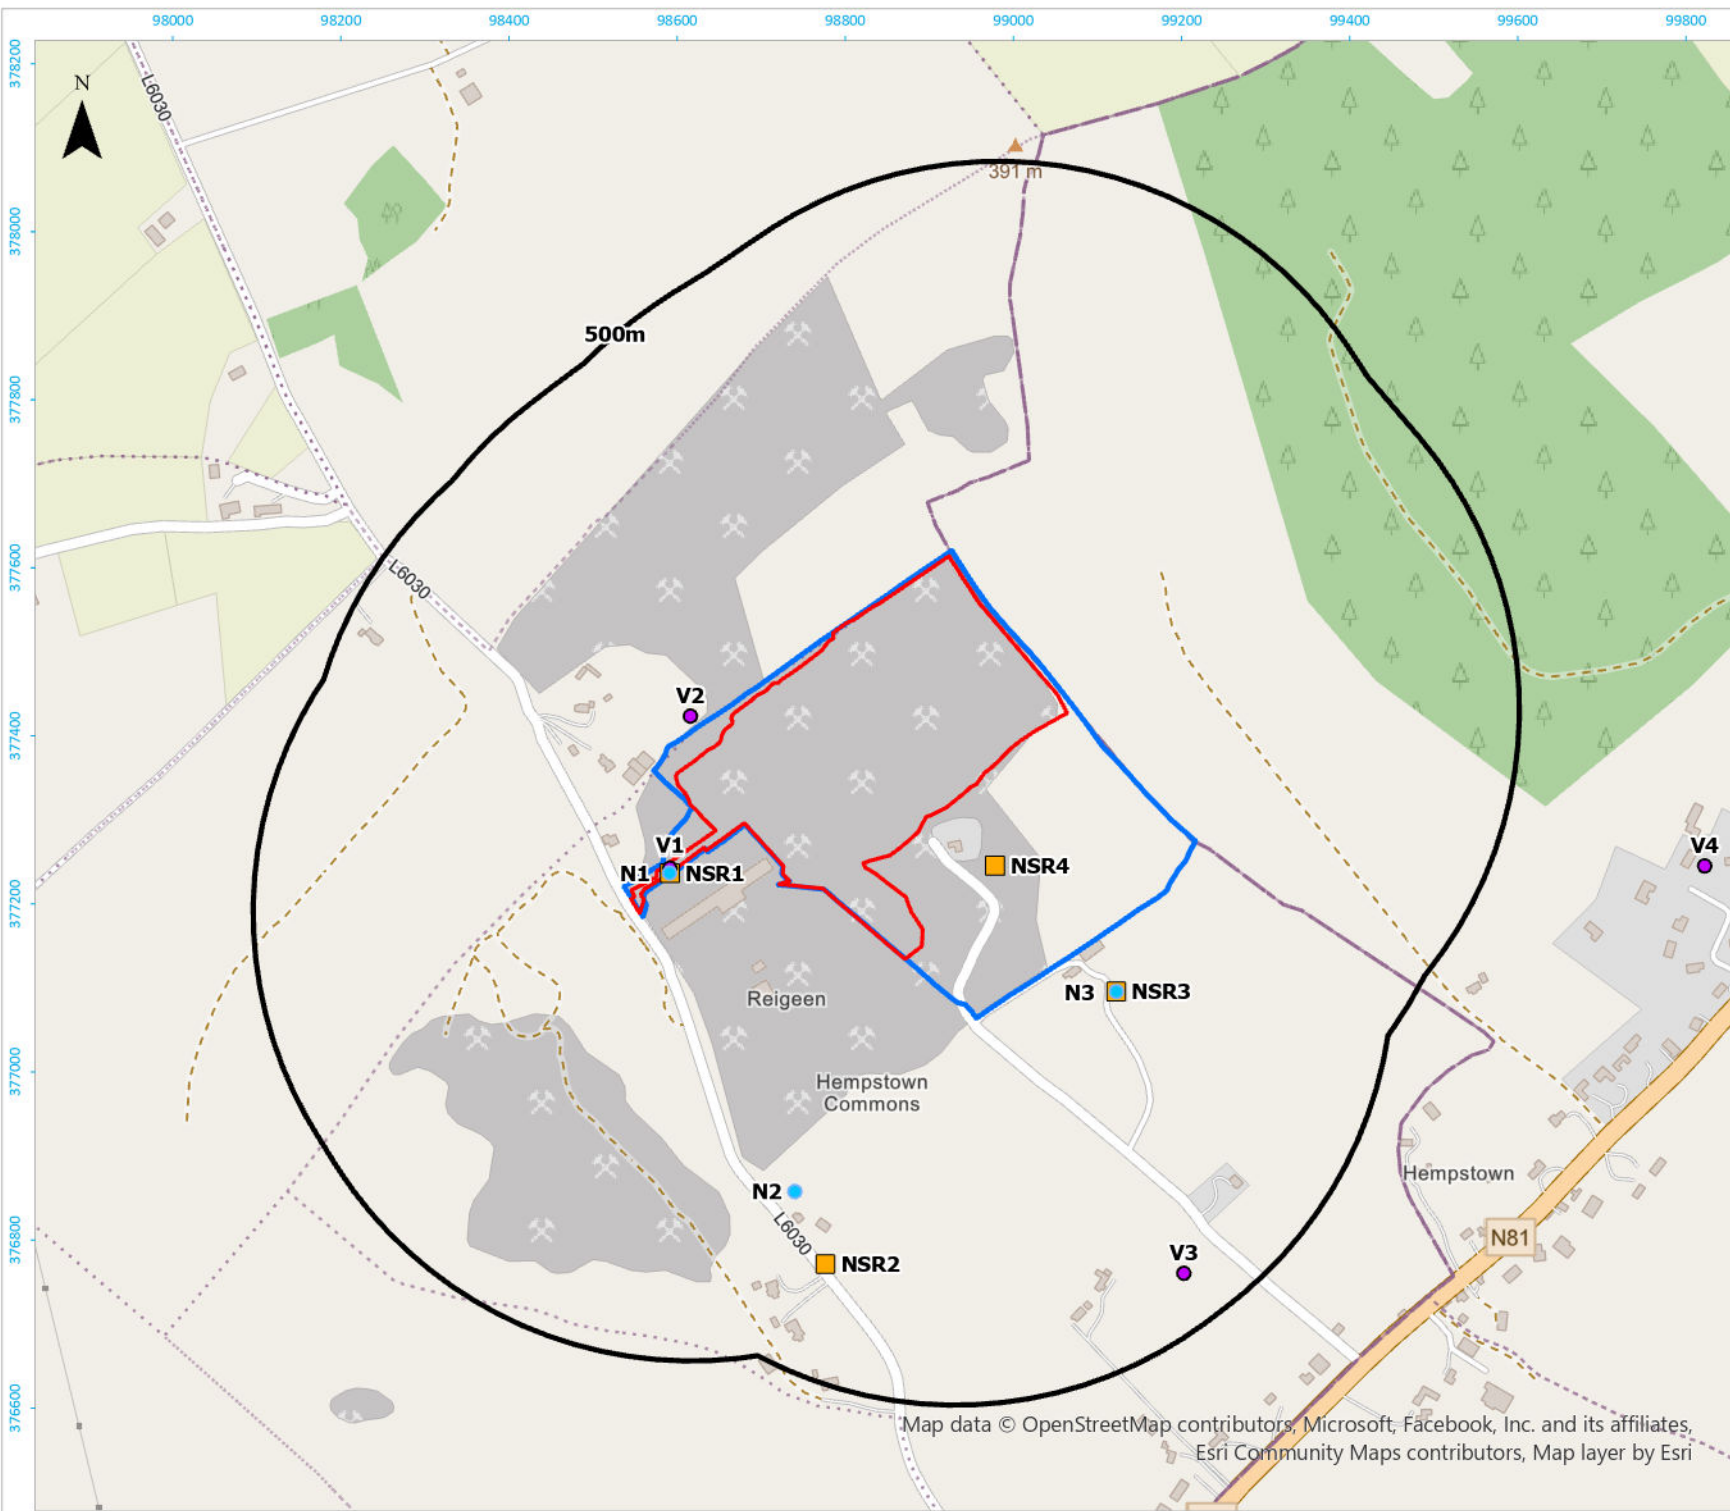 98000 98200 98400 98600 98800 99000 99200 99400 99600 99800
378200
378000
377800
377600
377400
377200
377000
376800
376600
N
L6030
391 m
500m
L6030
V2
V1
N1
NSR1
NSR4
V4
N3
NSR3
Reigeen
Hempstown
Commons
Hempstown
N2
L6030
NSR2
V3
N81
Map data © OpenStreetMap contributors, Microsoft, Facebook, Inc. and its affiliates,
Esri Community Maps contributors, Map layer by Esri